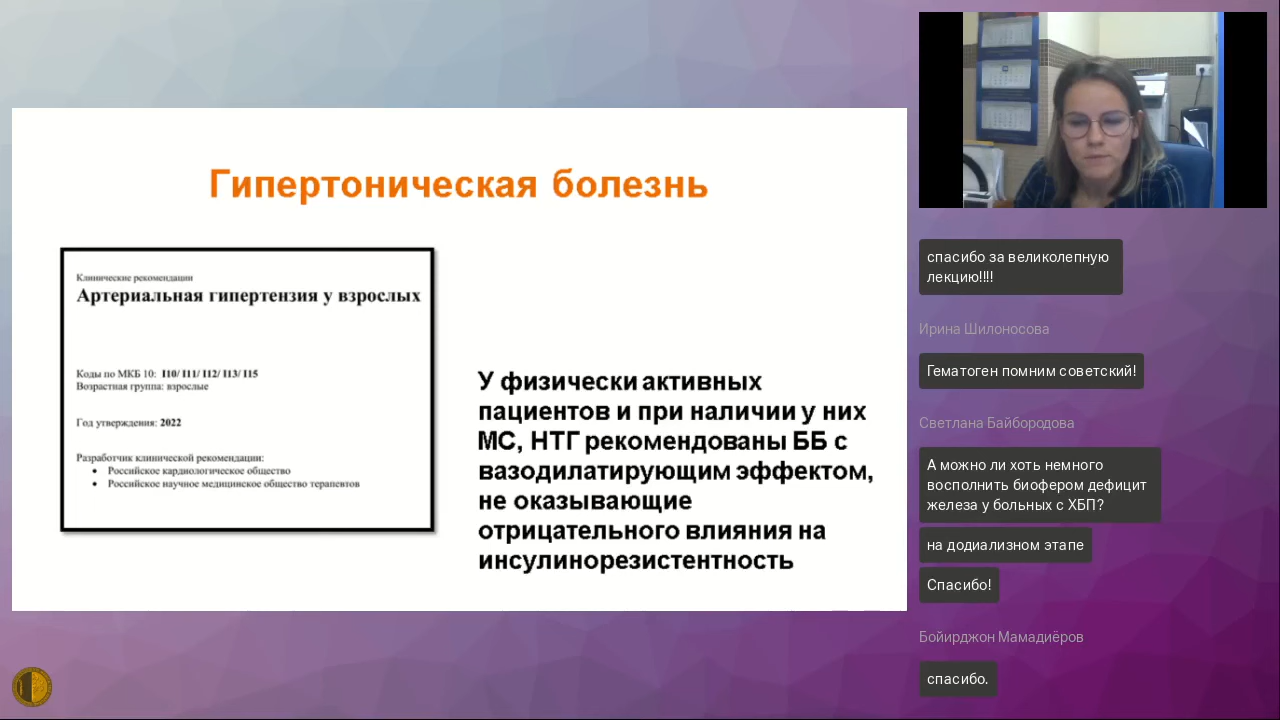 Гипертоническая болезнь
Клинические рекомендации
Артериальная гипертензия у взрослых
Коды по МКБ 10: I10/ I11/ I12/ I13/ I15
Возрастная группа: взрослые
Год утверждения: 2022
Разработчик клинической рекомендации:
• Российское кардиологическое общество
• Российское научное медицинское общество терапевтов
У физически активных
пациентов и при наличии у них
МС, НТГ рекомендованы ББ с
вазодилатирующим эффектом,
не оказывающие
отрицательного влияния на
инсулинорезистентность
спасибо за великолепную
лекцию!!!!
Ирина Шилоносова
Гематоген помним советский!
Светлана Байбородова
А можно ли хоть немного
восполнить биофером дефицит
железа у больных с ХБП?
на додиализном этапе
Спасибо!
Бойирджон Мамадиёров
спасибо.